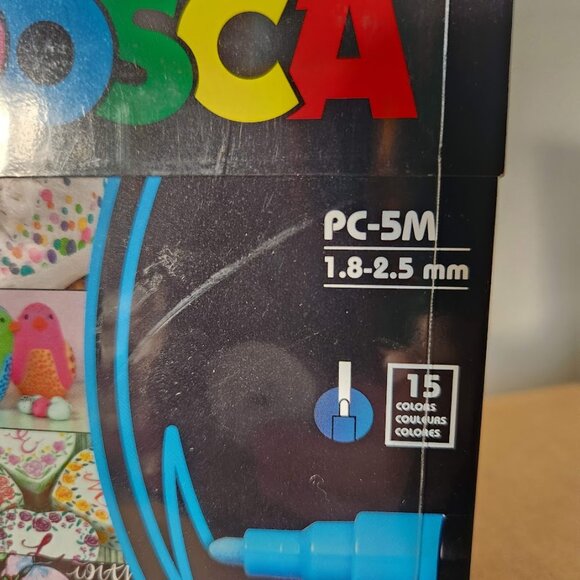 OSCA
PC-5M
1.8-2.5 mm
15
COLORS
COULEURS
COLORES